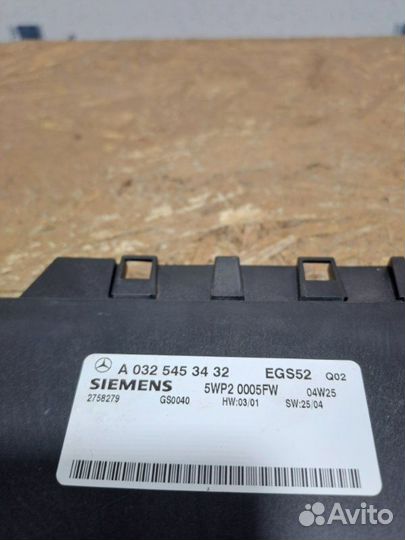 A 032 545 34 32 EGS52 Q02
SIEMENS 5WP2 0005FW 04W25
2758279 GS0040 HW:03/01 SW:25/04
Avito